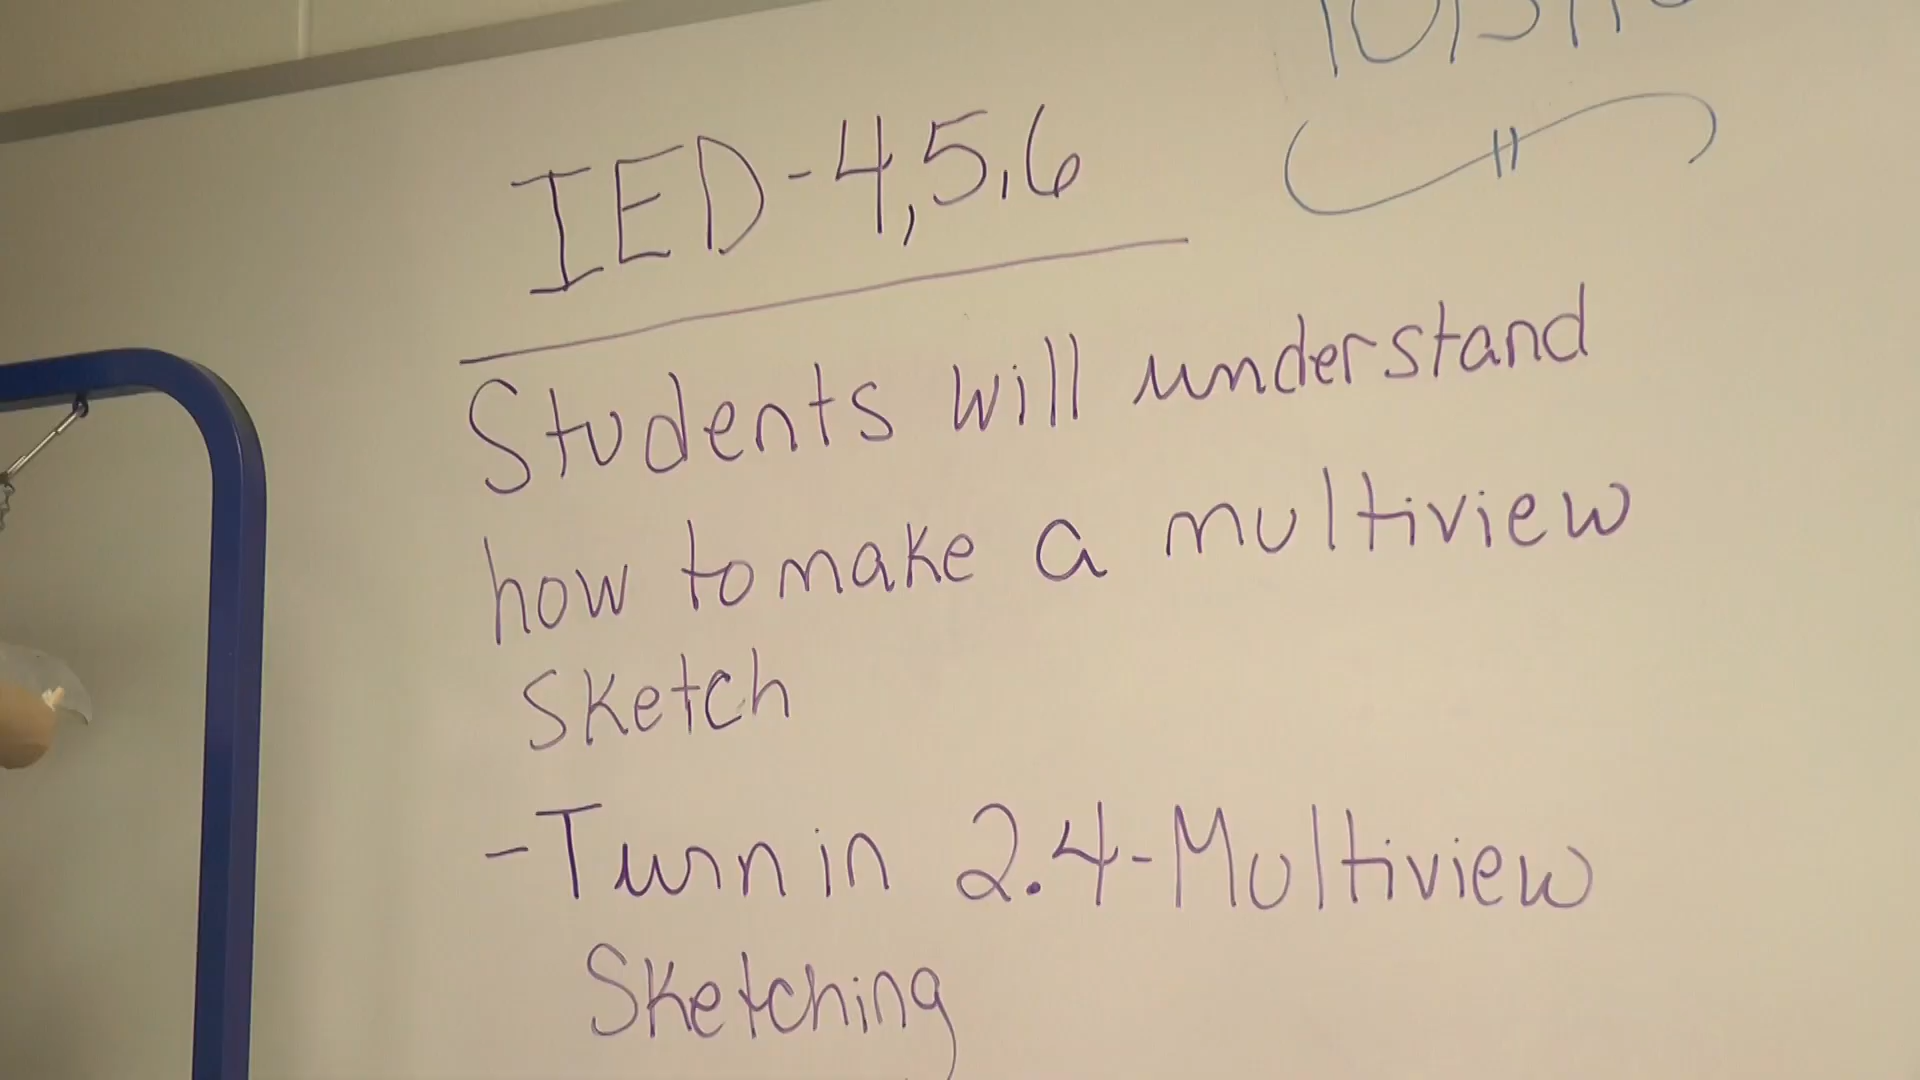 IED-4,5,6
Students will understand
how to make a multiview
sketch
-Turn in 2.4-Multiview
Sketching